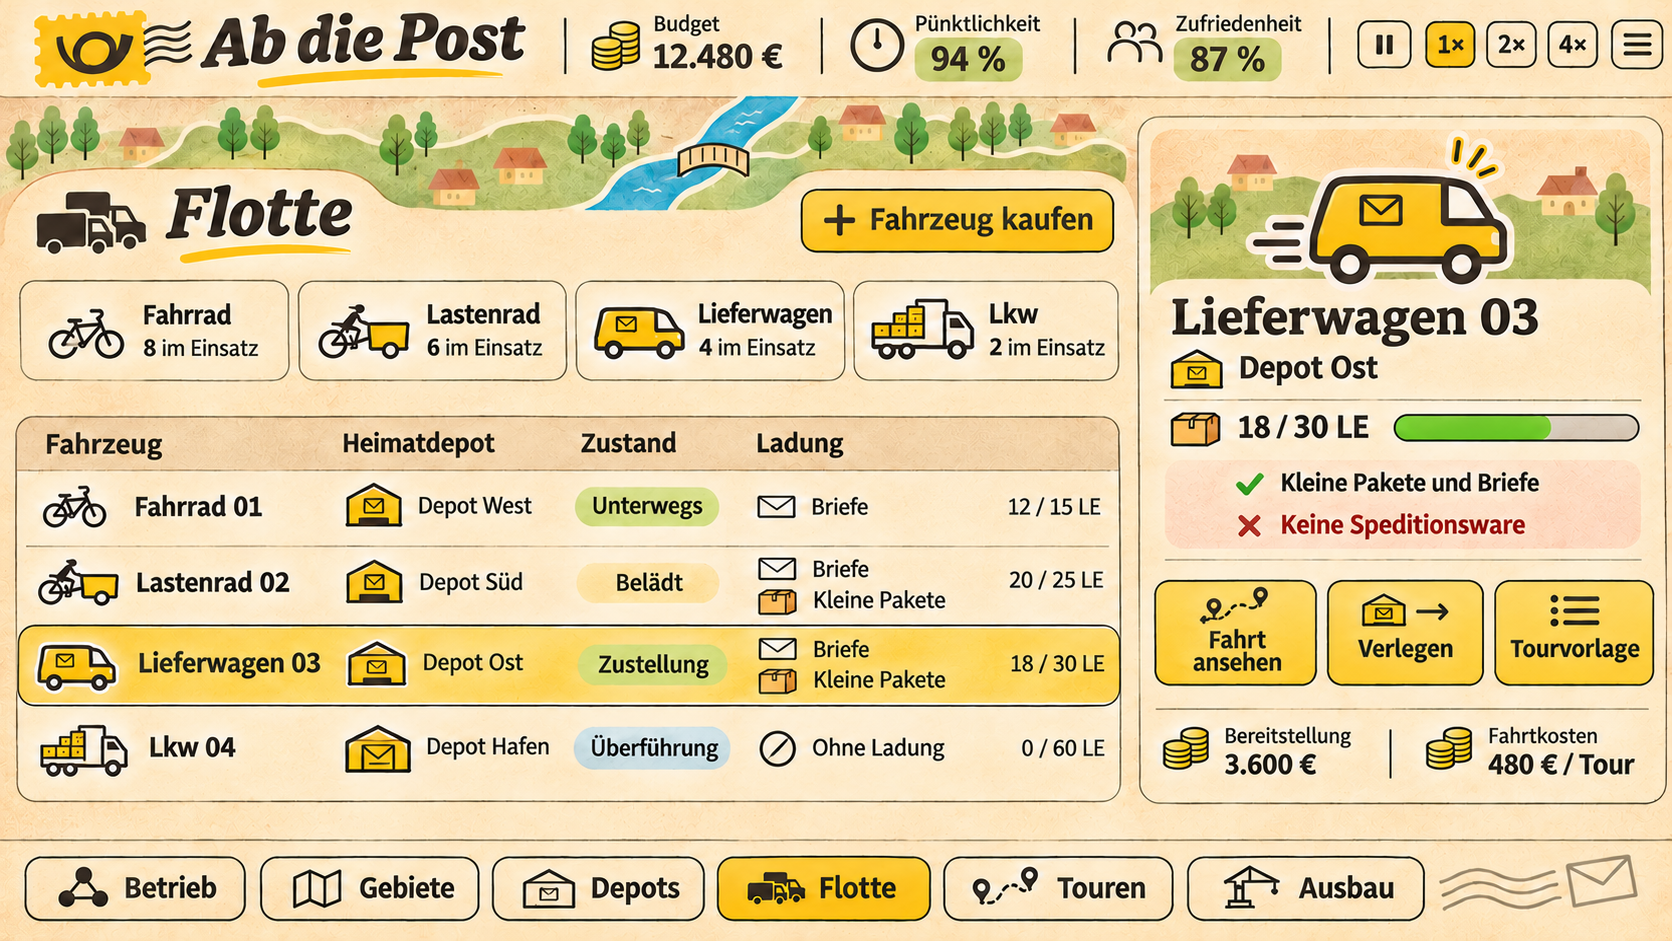 Ab die Post
Budget
12.480 €
Pünktlichkeit
94 %
Zufriedenheit
87 %
1×
2×
4×
Flotte
+ Fahrzeug kaufen
Fahrrad
8 im Einsatz
Lastenrad
6 im Einsatz
Lieferwagen
4 im Einsatz
Lkw
2 im Einsatz
Fahrzeug Heimatdepot Zustand Ladung
Fahrrad 01 Depot West Unterwegs Briefe 12 / 15 LE
Lastenrad 02 Depot Süd Belädt Briefe 20 / 25 LE
Kleine Pakete
Lieferwagen 03 Depot Ost Zustellung Briefe 18 / 30 LE
Kleine Pakete
Lkw 04 Depot Hafen Überführung Ohne Ladung 0 / 60 LE
Lieferwagen 03
Depot Ost
18 / 30 LE
Kleine Pakete und Briefe
Keine Speditionsware
Fahrt
ansehen
Verlegen
Tourvorlage
Bereitstellung
3.600 €
Fahrtkosten
480 € / Tour
Betrieb
Gebiete
Depots
Flotte
Touren
Ausbau